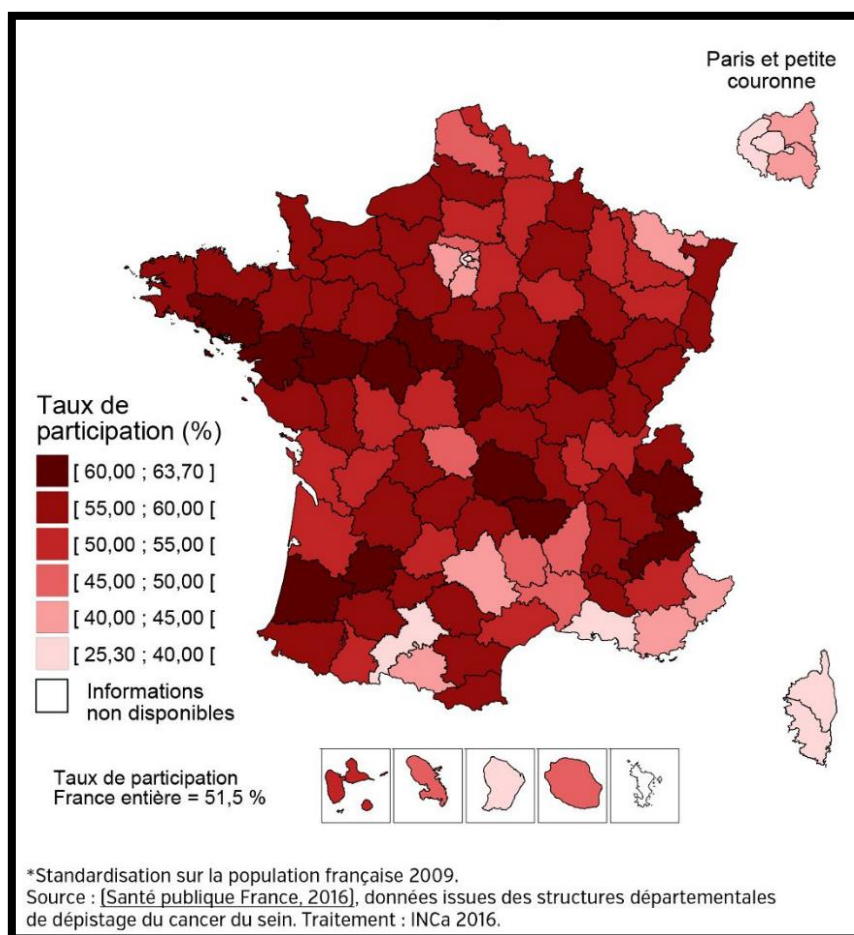 Paris et petite
couronne
Taux de
participation (%)
[ 60,00 ; 63,70 ]
[ 55,00 ; 60,00 [
[ 50,00 ; 55,00 [
[ 45,00 ; 50,00 [
[ 40,00 ; 45,00 [
[ 25,30 ; 40,00 [
Informations
non disponibles
Taux de participation
France entière = 51,5 %
*Standardisation sur la population française 2009.
Source : [Santé publique France, 2016], données issues des structures départementales
de dépistage du cancer du sein. Traitement : INCa 2016.